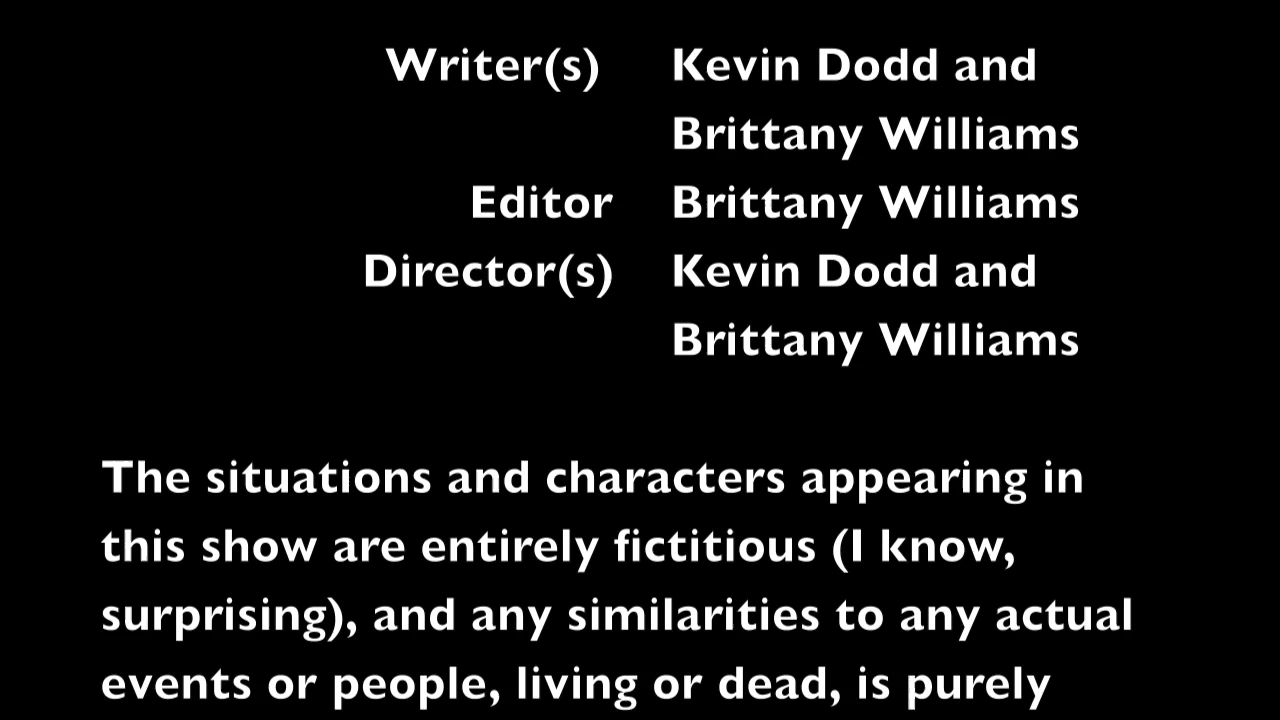 Writer(s) Kevin Dodd and
Brittany Williams
Editor Brittany Williams
Director(s) Kevin Dodd and
Brittany Williams
The situations and characters appearing in
this show are entirely fictitious (I know,
surprising), and any similarities to any actual
events or people, living or dead, is purely